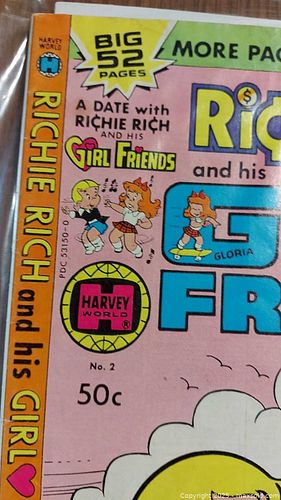 HARVEY
WORLD
H
BIG
52
PAGES
MORE PAG
A DATE with
RICHIE RICH
AND HIS
GIRL FRIENDS
RIC
and his
G
GLORIA
FR
PDC 53150-0
HARVEY
H
WORLD
®
No. 2
50c
RICHIE RICH and his GIRL